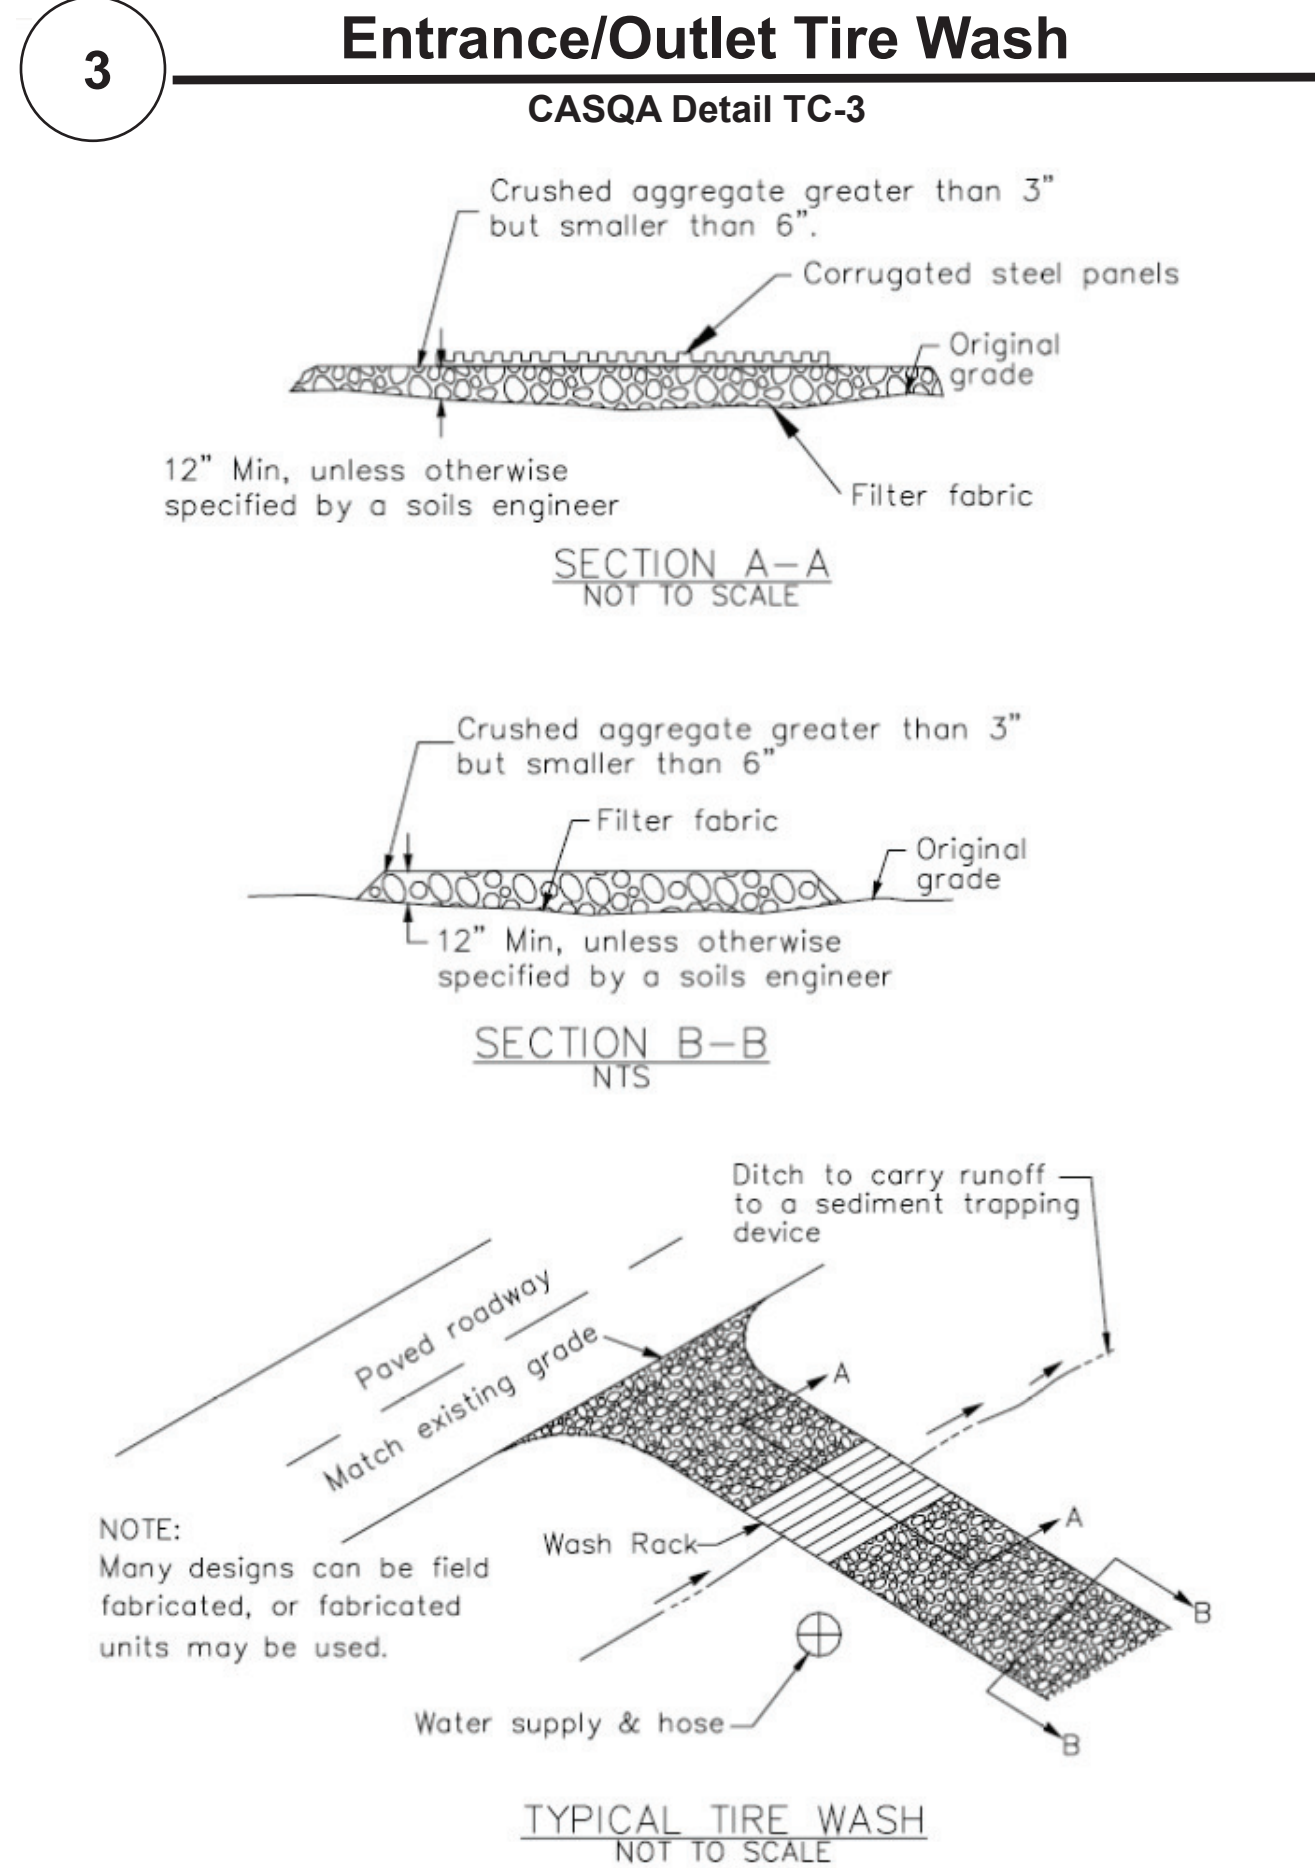 3
Entrance/Outlet Tire Wash
CASQA Detail TC-3
Crushed aggregate greater than 3"
but smaller than 6".
Corrugated steel panels
Original
grade
12" Min, unless otherwise
specified by a soils engineer
Filter fabric
SECTION A-A
NOT TO SCALE
Crushed aggregate greater than 3"
but smaller than 6"
Filter fabric
Original
grade
12" Min, unless otherwise
specified by a soils engineer
SECTION B-B
NTS
Ditch to carry runoff
to a sediment trapping
device
Paved roadway
Match existing grade
A
A
NOTE:
Many designs can be field
fabricated, or fabricated
units may be used.
Wash Rack
B
Water supply & hose
B
TYPICAL TIRE WASH
NOT TO SCALE